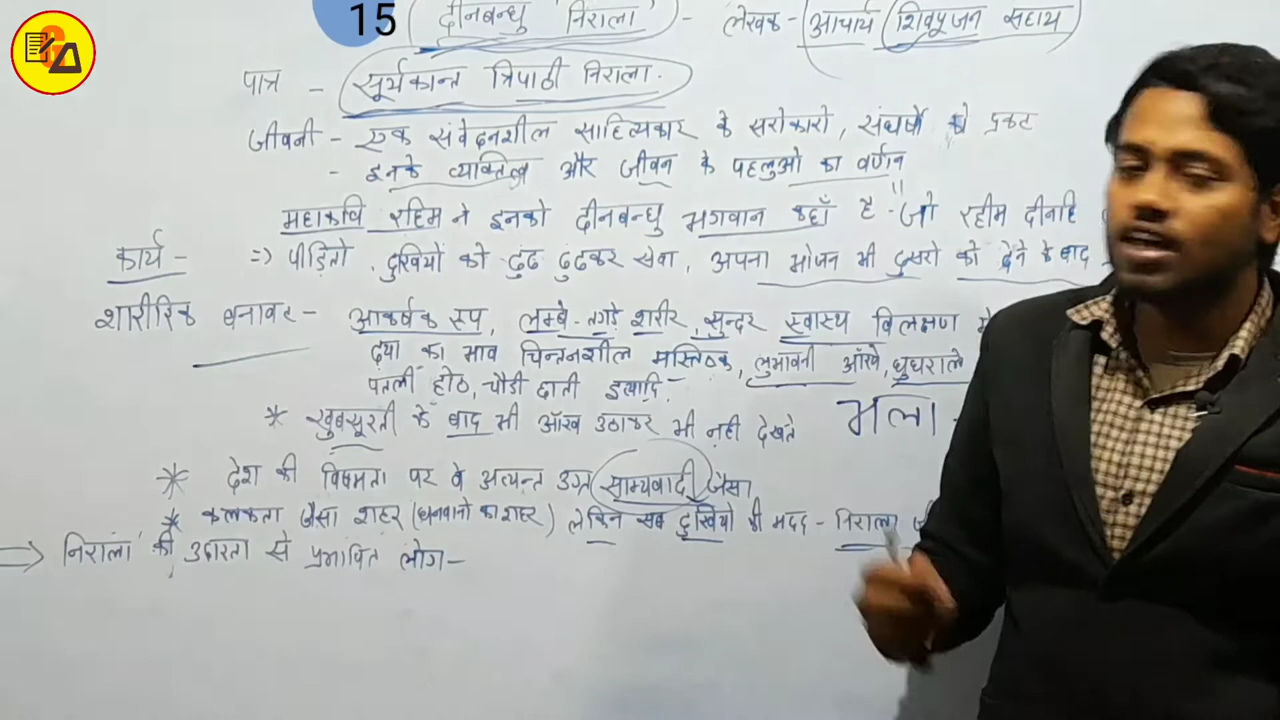 15 दीनबन्धु 'निराला' - लेखक - आचार्य शिवपूजन सहाय
पात्र - सूर्यकान्त त्रिपाठी निराला.
जीवनी - एक संवेदनशील साहित्यकार के सरोकारो, संघर्षो को प्रकट
- इनके व्यक्तित्व और जीवन के पहलुओ का वर्णन
महाकवि रहिम ने इनको दीनबन्धु भगवान कहाँ है - "जो रहीम दीनहि
कार्य - => पीड़ितो, दुखियों को ढुंढ ढुंढकर सेवा, अपना भोजन भी दुसरो को देने के बाद
शारीरिक बनावट - आकर्षक रूप, लम्बे-तगड़े शरीर, सुन्दर स्वास्थ विलक्षण
दया का भाव चिन्तनशील मस्तिष्क, लुभावनी आँखे, घुघराले
पतली होठ, चौडी छाती इत्यादि.
* खुबसूरती के बाद भी आँख उठाकर भी नही देखते भला -
* देश की विषमता पर वे अत्यन्त उग्र साम्यवादी जैसा
* कलकता जैसा शहर (धनवानो का शहर) लेकिन सब दुखियो की मदद - निराला
=> निराला की उदारता से प्रभावित लोग-